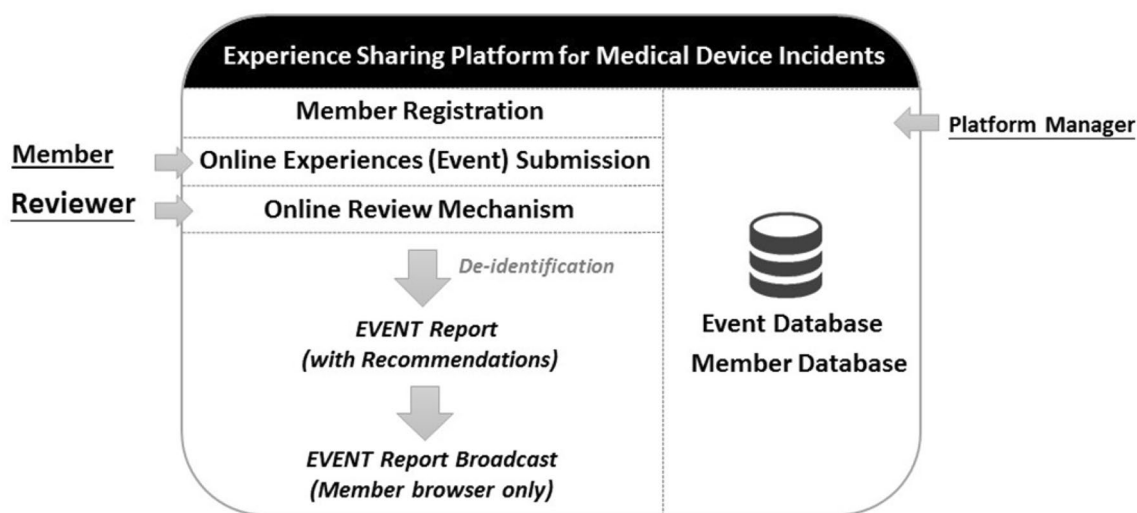 Experience Sharing Platform for Medical Device Incidents
Member Registration
Member
Online Experiences (Event) Submission
Reviewer
Online Review Mechanism
De-identification
EVENT Report
(with Recommendations)
EVENT Report Broadcast
(Member browser only)
Platform Manager
Event Database
Member Database